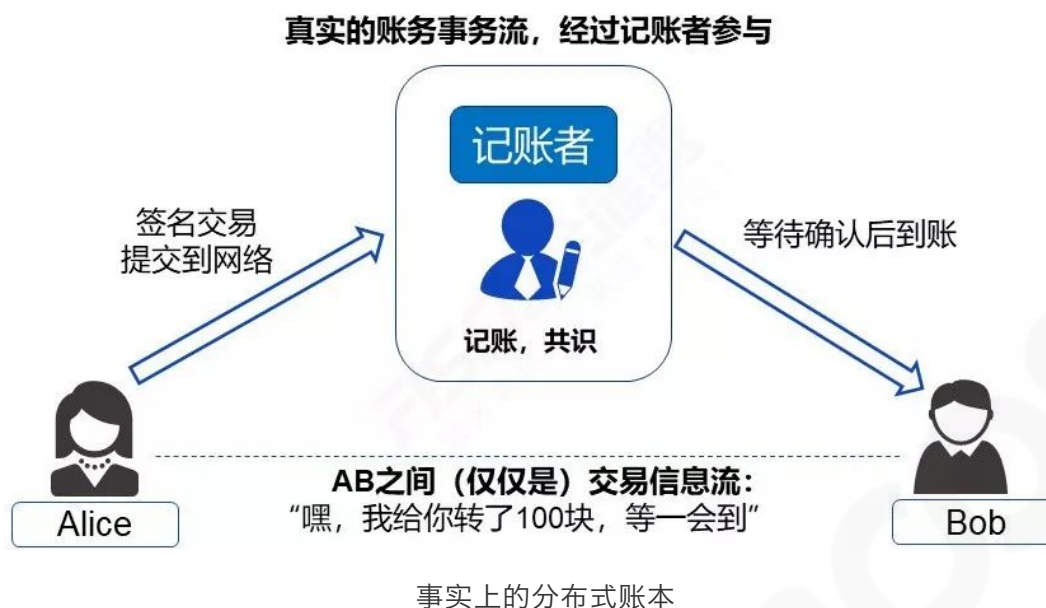 真实的账务事务流，经过记账者参与
记账者
签名交易
提交到网络
等待确认后到账
记账，共识
AB之间（仅仅是）交易信息流：
“嘿，我给你转了100块，等一会到”
Alice
Bob
事实上的分布式账本